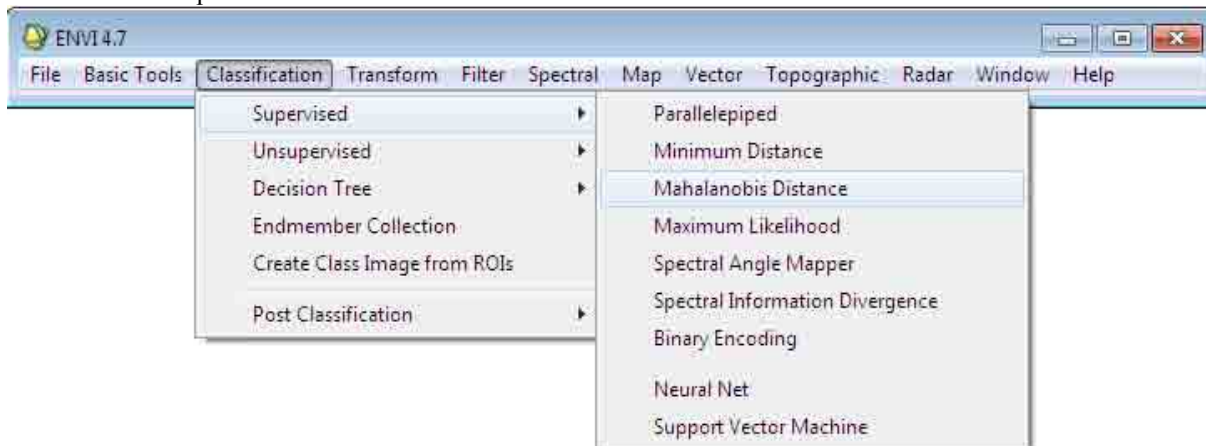 ENVI 4.7
File Basic Tools Classification Transform Filter Spectral Map Vector Topographic Radar Window Help
Supervised
Unsupervised
Decision Tree
Endmember Collection
Create Class Image from ROIs
Post Classification
Parallelepiped
Minimum Distance
Mahalanobis Distance
Maximum Likelihood
Spectral Angle Mapper
Spectral Information Divergence
Binary Encoding
Neural Net
Support Vector Machine